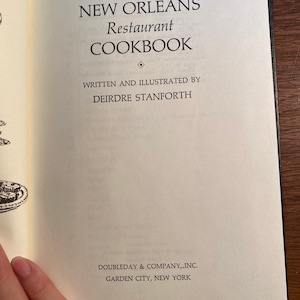 NEW ORLEANS
Restaurant
COOKBOOK
WRITTEN AND ILLUSTRATED BY
DEIRDRE STANFORTH
DOUBLEDAY & COMPANY, INC.
GARDEN CITY, NEW YORK